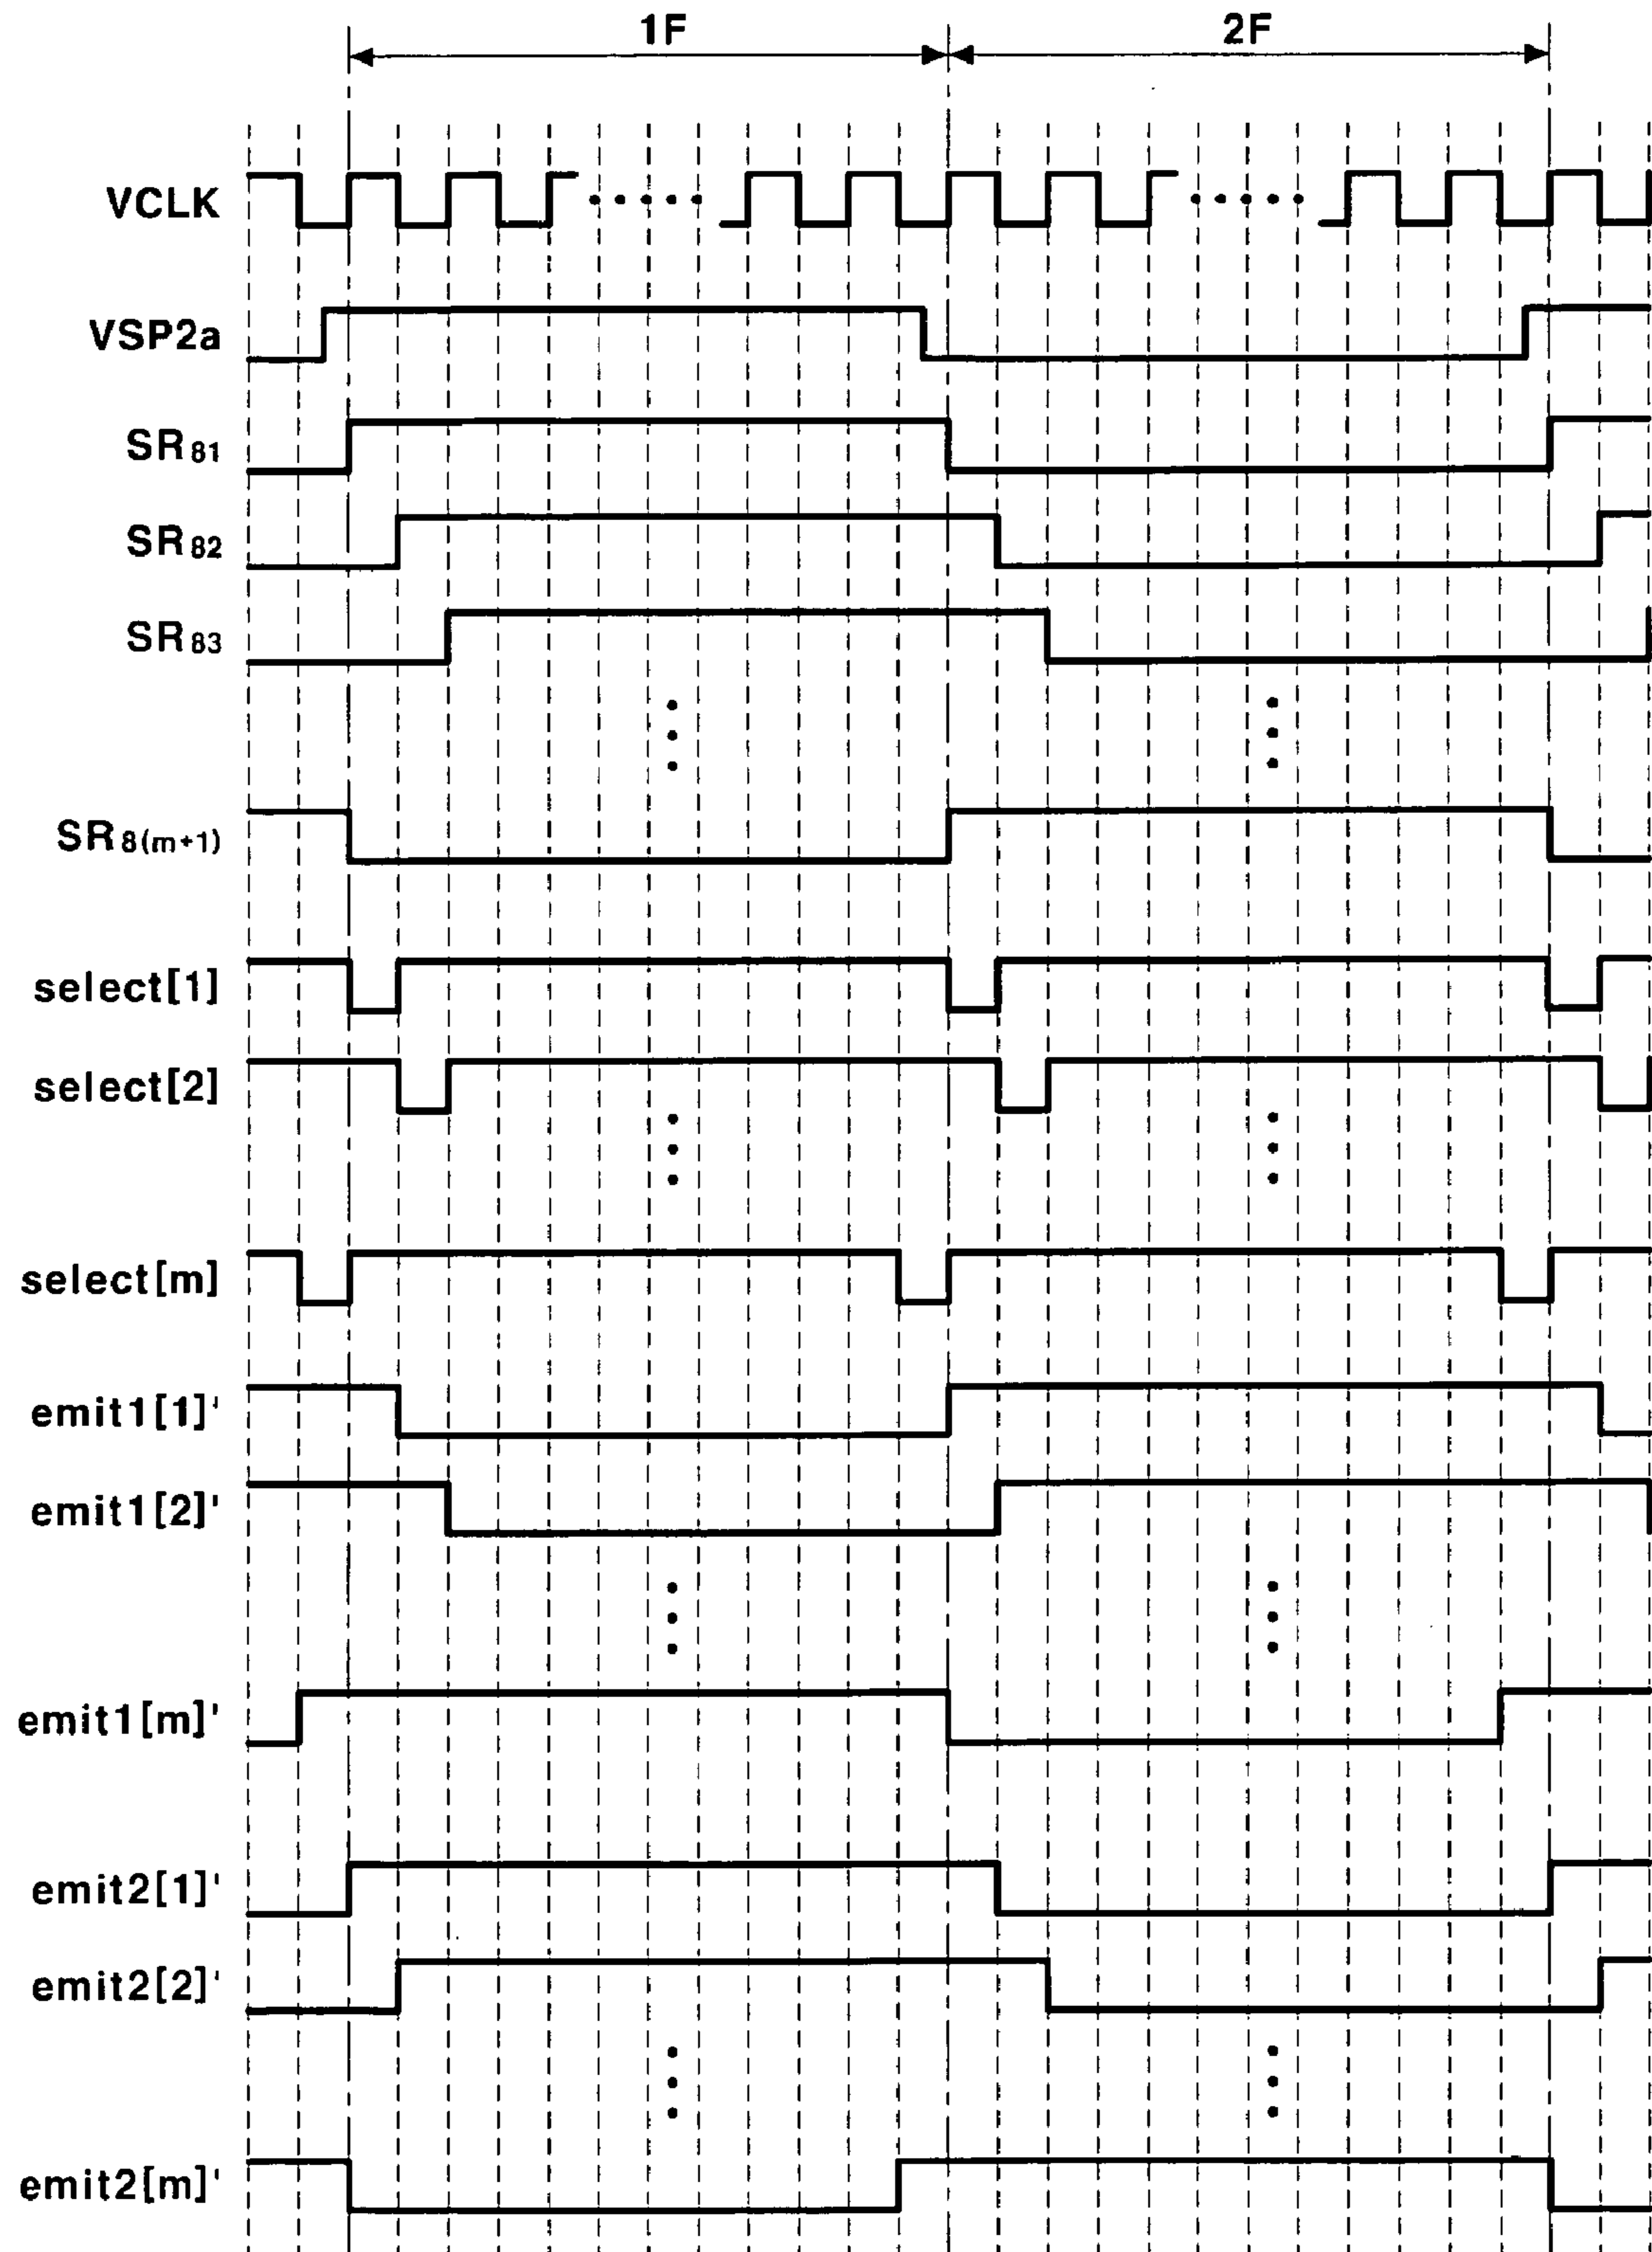 1F 2F
VCLK
VSP2a
SR81
SR82
SR83
SR8(m+1)
select[1]
select[2]
select[m]
emit1[1]'
emit1[2]'
emit1[m]'
emit2[1]'
emit2[2]'
emit2[m]'